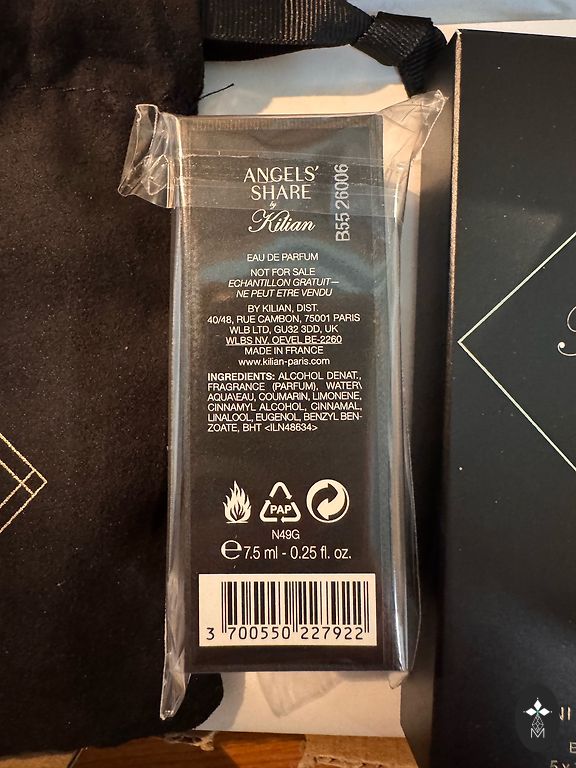 ANGELS'
SHARE
by
Kilian
B55 26006
EAU DE PARFUM
NOT FOR SALE
ECHANTILLON GRATUIT—
NE PEUT ETRE VENDU
BY KILIAN, DIST.
40/48, RUE CAMBON, 75001 PARIS
WLB LTD, GU32 3DD, UK
WLBS NV. OEVEL BE-2260
MADE IN FRANCE
www.kilian-paris.com
INGREDIENTS: ALCOHOL DENAT.,
FRAGRANCE (PARFUM), WATER\
AQUA\EAU, COUMARIN, LIMONENE,
CINNAMYL ALCOHOL, CINNAMAL,
LINALOOL, EUGENOL, BENZYL BEN-
ZOATE, BHT <ILN48634>
PAP
N49G
℮ 7.5 ml - 0.25 fl. oz.
3 700550 227922